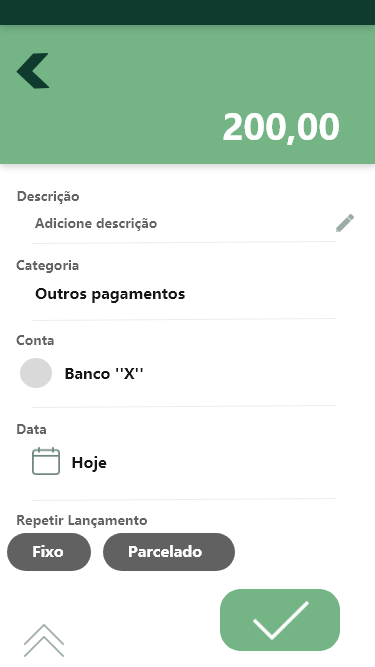 200,00
Descrição
Adicione descrição
Categoria
Outros pagamentos
Conta
Banco ''X''
Data
Hoje
Repetir Lançamento
Fixo
Parcelado